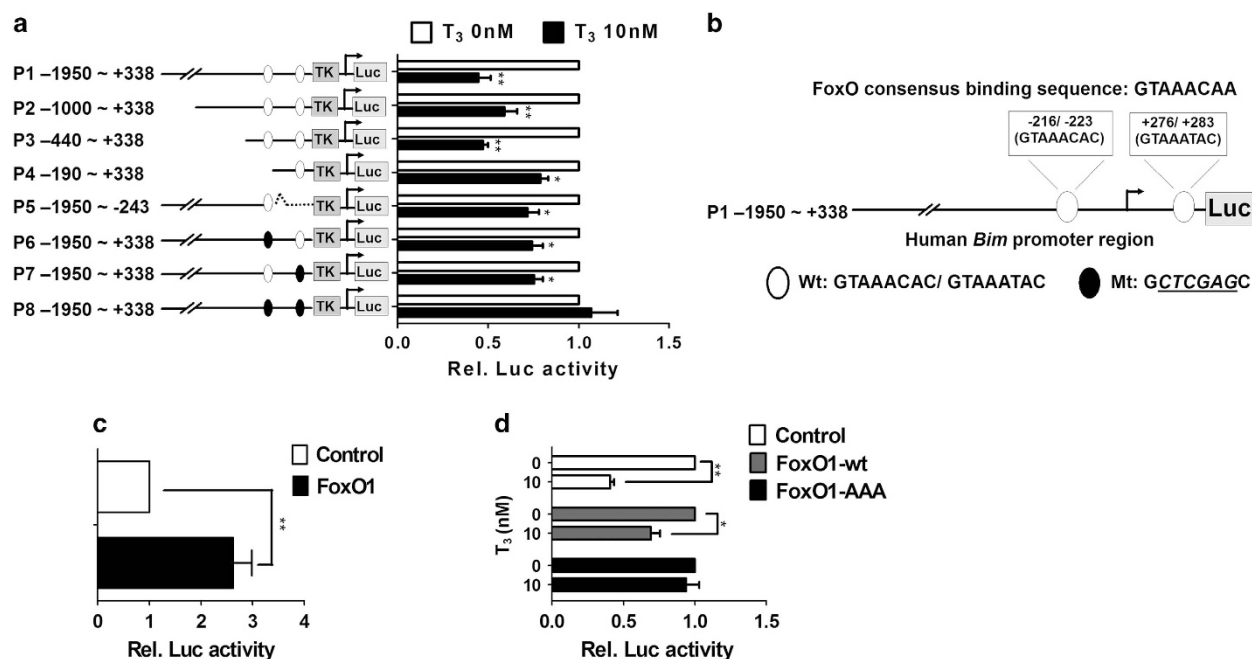 a
T3 0nM T3 10nM
P1 –1950 ~ +338 TK Luc **
P2 –1000 ~ +338 TK Luc **
P3 –440 ~ +338 TK Luc **
P4 –190 ~ +338 TK Luc *
P5 –1950 ~ -243 TK Luc *
P6 –1950 ~ +338 TK Luc *
P7 –1950 ~ +338 TK Luc *
P8 –1950 ~ +338 TK Luc
0.0 0.5 1.0 1.5
Rel. Luc activity
b
FoxO consensus binding sequence: GTAAACAA
-216/ -223
(GTAAACAC)
+276/ +283
(GTAAATAC)
P1 –1950 ~ +338 Luc
Human Bim promoter region
Wt: GTAAACAC/ GTAAATAC Mt: GCTCGAGC
c
Control
FoxO1
**
0 1 2 3 4
Rel. Luc activity
d
Control
FoxO1-wt
FoxO1-AAA
T3 (nM)
0
10
**
0
10
*
0
10
0.0 0.5 1.0 1.5
Rel. Luc activity